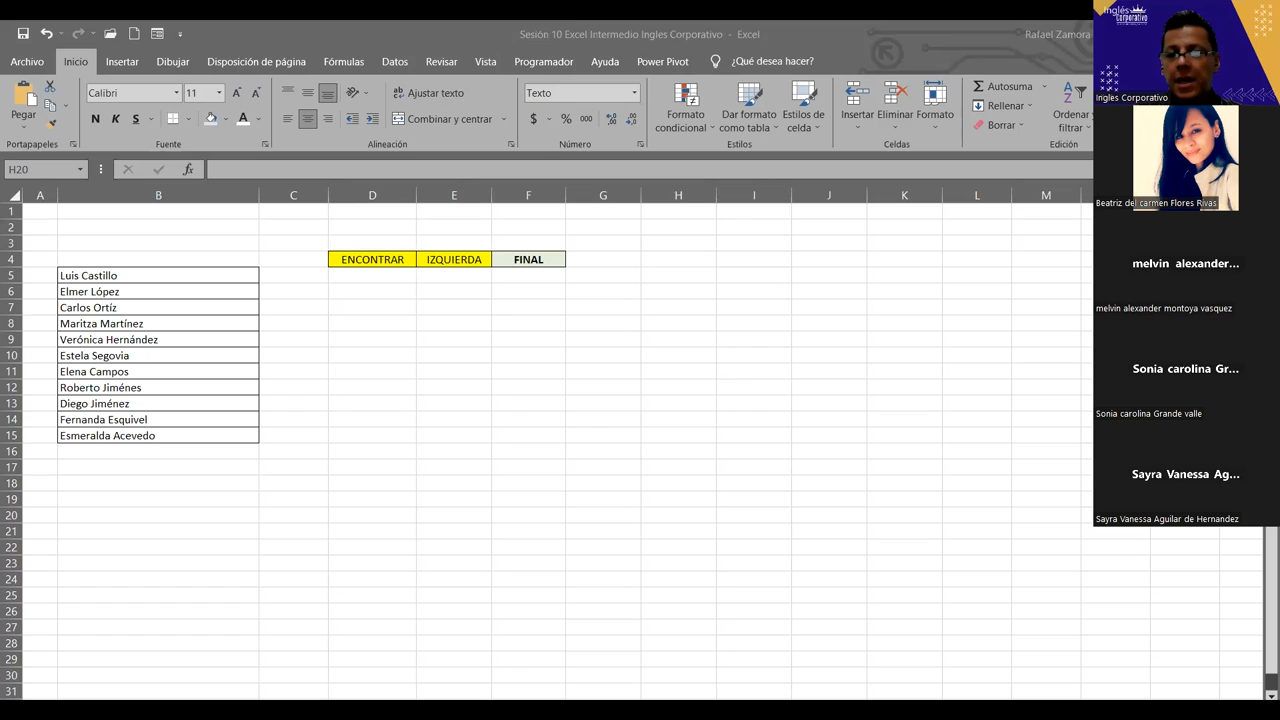 Sesión 10 Excel Intermedio Ingles Corporativo - Excel
Rafael Zamora
Archivo Inicio Insertar Dibujar Disposición de página Fórmulas Datos Revisar Vista Programador Ayuda Power Pivot ¿Qué desea hacer?
Pegar
Calibri 11
N K S
Ajustar texto
Combinar y centrar
Texto
$ % 000
Formato condicional
Dar formato como tabla
Estilos de celda
Insertar Eliminar Formato
Autosuma
Rellenar
Borrar
Ordenar y filtrar
Portapapeles Fuente Alineación Número Estilos Celdas Edición
H20 fx
A B C D E F G H I J K L M
1
2
3
4 ENCONTRAR IZQUIERDA FINAL
5 Luis Castillo
6 Elmer López
7 Carlos Ortíz
8 Maritza Martínez
9 Verónica Hernández
10 Estela Segovia
11 Elena Campos
12 Roberto Jiménes
13 Diego Jiménez
14 Fernanda Esquivel
15 Esmeralda Acevedo
16
17
18
19
20
21
22
23
24
25
26
27
28
29
30
31
Inglés Corporativo
Ingles Corporativo
Beatriz del carmen Flores Rivas
melvin alexander...
melvin alexander montoya vasquez
Sonia carolina Gr...
Sonia carolina Grande valle
Sayra Vanessa Ag...
Sayra Vanessa Aguilar de Hernandez